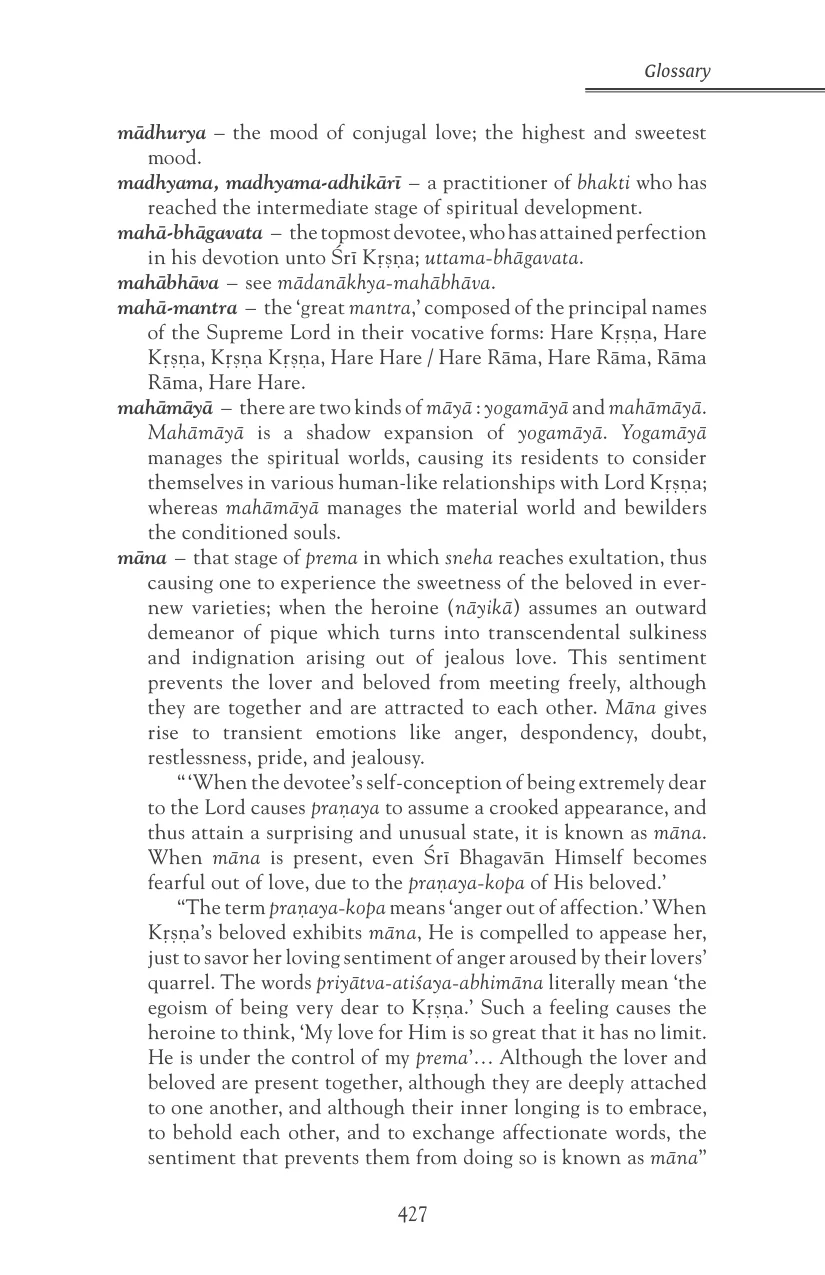 Glossary
mādhurya – the mood of conjugal love; the highest and sweetest
mood.
madhyama, madhyama-adhikārī – a practitioner of bhakti who has
reached the intermediate stage of spiritual development.
mahā-bhāgavata – the topmost devotee, who has attained perfection
in his devotion unto Śrī Kṛṣṇa; uttama-bhāgavata.
mahābhāva – see mādanākhya-mahābhāva.
mahā-mantra – the ‘great mantra,’ composed of the principal names
of the Supreme Lord in their vocative forms: Hare Kṛṣṇa, Hare
Kṛṣṇa, Kṛṣṇa Kṛṣṇa, Hare Hare / Hare Rāma, Hare Rāma, Rāma
Rāma, Hare Hare.
mahāmāyā – there are two kinds of māyā : yogamāyā and mahāmāyā.
Mahāmāyā is a shadow expansion of yogamāyā. Yogamāyā
manages the spiritual worlds, causing its residents to consider
themselves in various human-like relationships with Lord Kṛṣṇa;
whereas mahāmāyā manages the material world and bewilders
the conditioned souls.
māna – that stage of prema in which sneha reaches exultation, thus
causing one to experience the sweetness of the beloved in ever-
new varieties; when the heroine (nāyikā) assumes an outward
demeanor of pique which turns into transcendental sulkiness
and indignation arising out of jealous love. This sentiment
prevents the lover and beloved from meeting freely, although
they are together and are attracted to each other. Māna gives
rise to transient emotions like anger, despondency, doubt,
restlessness, pride, and jealousy.
“ ‘When the devotee’s self-conception of being extremely dear
to the Lord causes praṇaya to assume a crooked appearance, and
thus attain a surprising and unusual state, it is known as māna.
When māna is present, even Śrī Bhagavān Himself becomes
fearful out of love, due to the praṇaya-kopa of His beloved.’
“The term praṇaya-kopa means ‘anger out of affection.’ When
Kṛṣṇa’s beloved exhibits māna, He is compelled to appease her,
just to savor her loving sentiment of anger aroused by their lovers’
quarrel. The words priyātva-atiśaya-abhimāna literally mean ‘the
egoism of being very dear to Kṛṣṇa.’ Such a feeling causes the
heroine to think, ‘My love for Him is so great that it has no limit.
He is under the control of my prema’… Although the lover and
beloved are present together, although they are deeply attached
to one another, and although their inner longing is to embrace,
to behold each other, and to exchange affectionate words, the
sentiment that prevents them from doing so is known as māna”
427